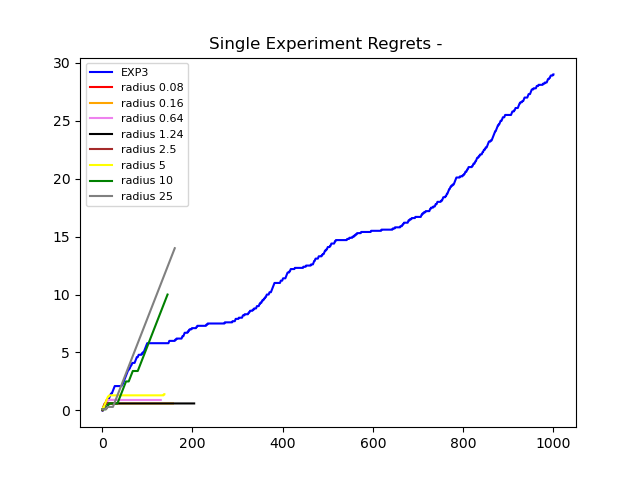 Single Experiment Regrets -
30
25
20
15
10
5
0
EXP3
radius 0.08
radius 0.16
radius 0.64
radius 1.24
radius 2.5
radius 5
radius 10
radius 25
0 200 400 600 800 1000